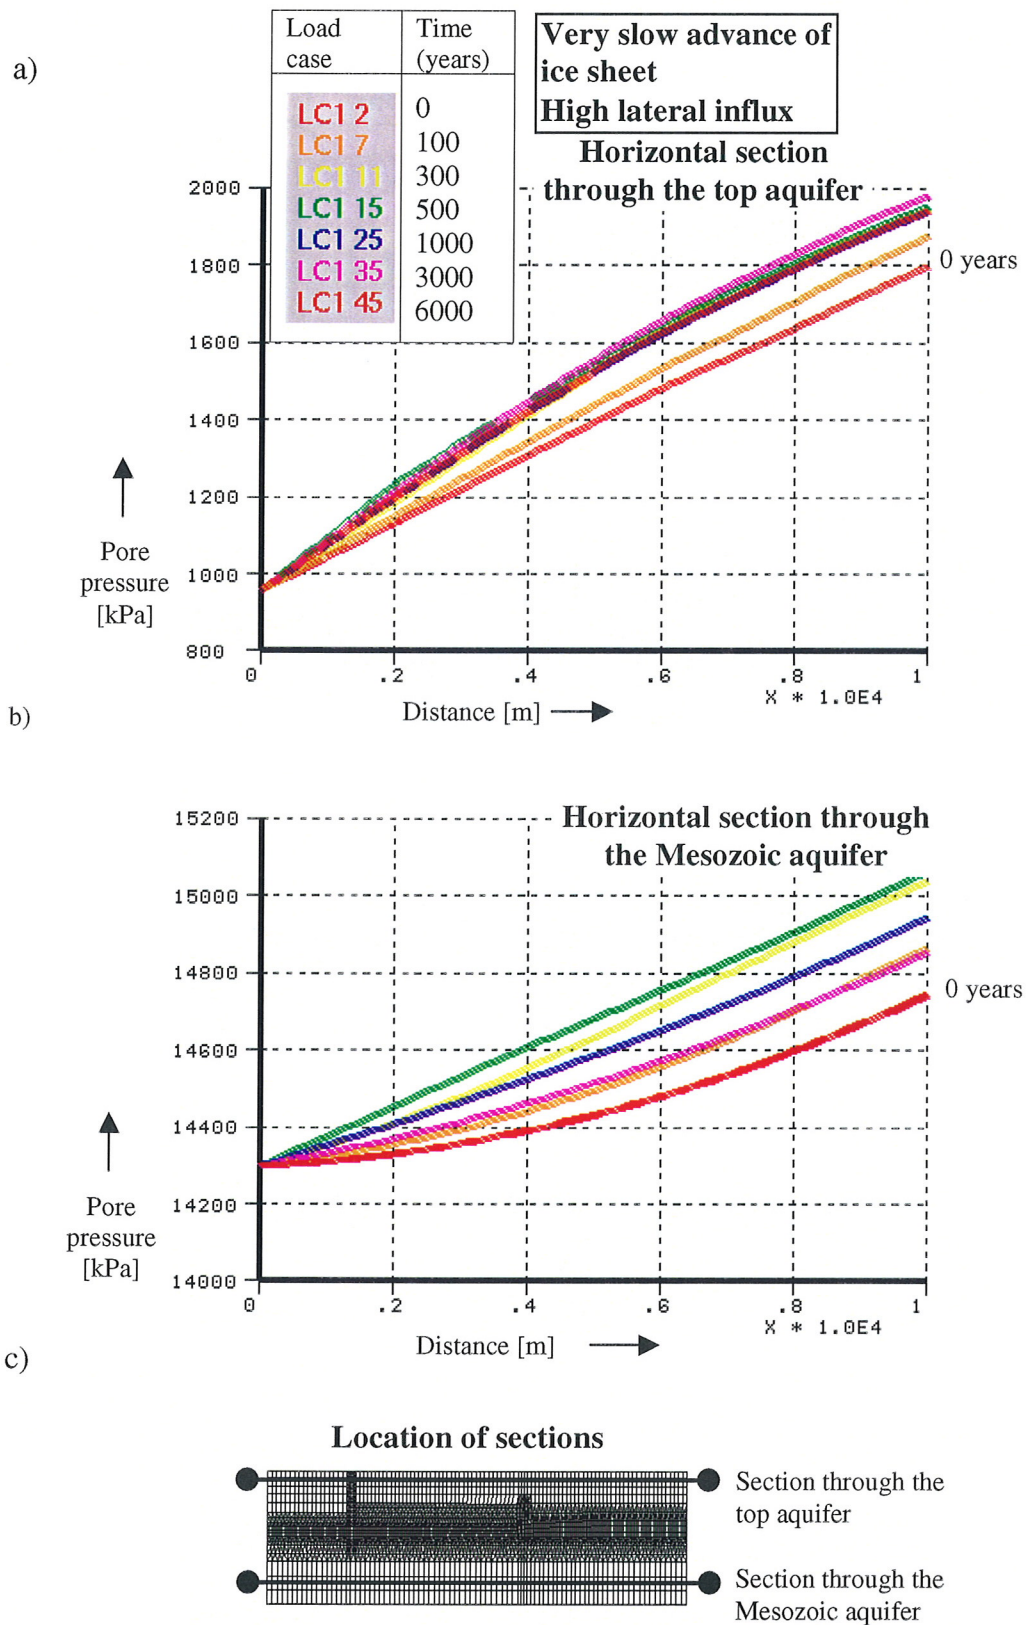 a)
Load case
Time (years)
LC1 2 0
LC1 7 100
LC1 11 300
LC1 15 500
LC1 25 1000
LC1 35 3000
LC1 45 6000
Very slow advance of
ice sheet
High lateral influx
Horizontal section
through the top aquifer
2000
1800
1600
1400
1200
1000
800
0 years
Pore
pressure
[kPa]
0 .2 .4 .6 .8 1
X * 1.0E4
Distance [m]
b)
Horizontal section through
the Mesozoic aquifer
15200
15000
14800
14600
14400
14200
14000
0 years
Pore
pressure
[kPa]
0 .2 .4 .6 .8 1
X * 1.0E4
Distance [m]
c)
Location of sections
Section through the
top aquifer
Section through the
Mesozoic aquifer